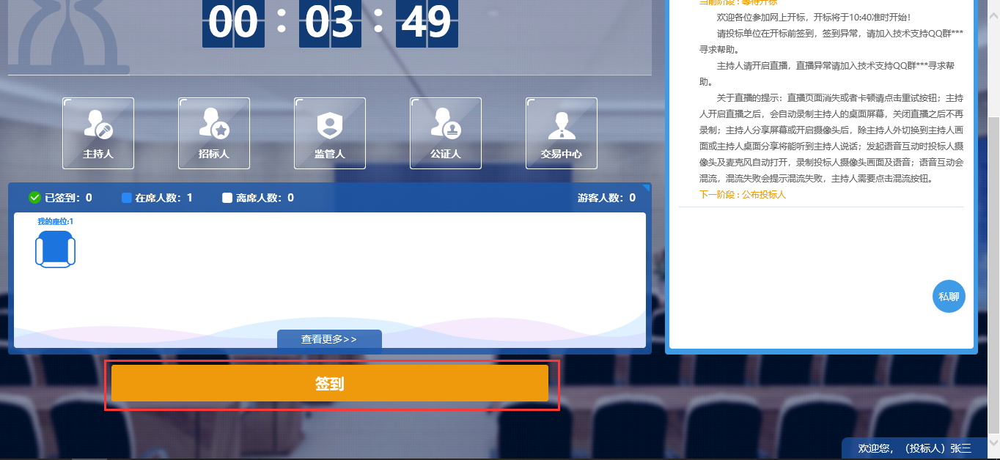 00 : 03 : 49
主持人
招标人
监管人
公证人
交易中心
已签到：0
在席人数：1
离席人数：0
游客人数：0
我的座位:1
查看更多>>
签到
当前阶段 : 等待开标
欢迎各位参加网上开标，开标将于10:40准时开始！
请投标单位在开标前签到，签到异常，请加入技术支持QQ群***
寻求帮助。
主持人请开启直播，直播异常请加入技术支持QQ群***寻求帮
助。
关于直播的提示：直播页面消失或者卡顿请点击重试按钮；主持
人开启直播之后，会自动录制主持人的桌面屏幕，关闭直播之后不再
录制；主持人分享屏幕或开启摄像头后，除主持人外切换到主持人画
面或主持人桌面分享将能听到主持人说话；发起语音互动时投标人摄
像头及麦克风自动打开，录制投标人摄像头画面及语音；语音互动会
混流，混流失败会提示混流失败，主持人需要点击混流按钮。
下一阶段 : 公布投标人
私聊
欢迎您，（投标人）张三